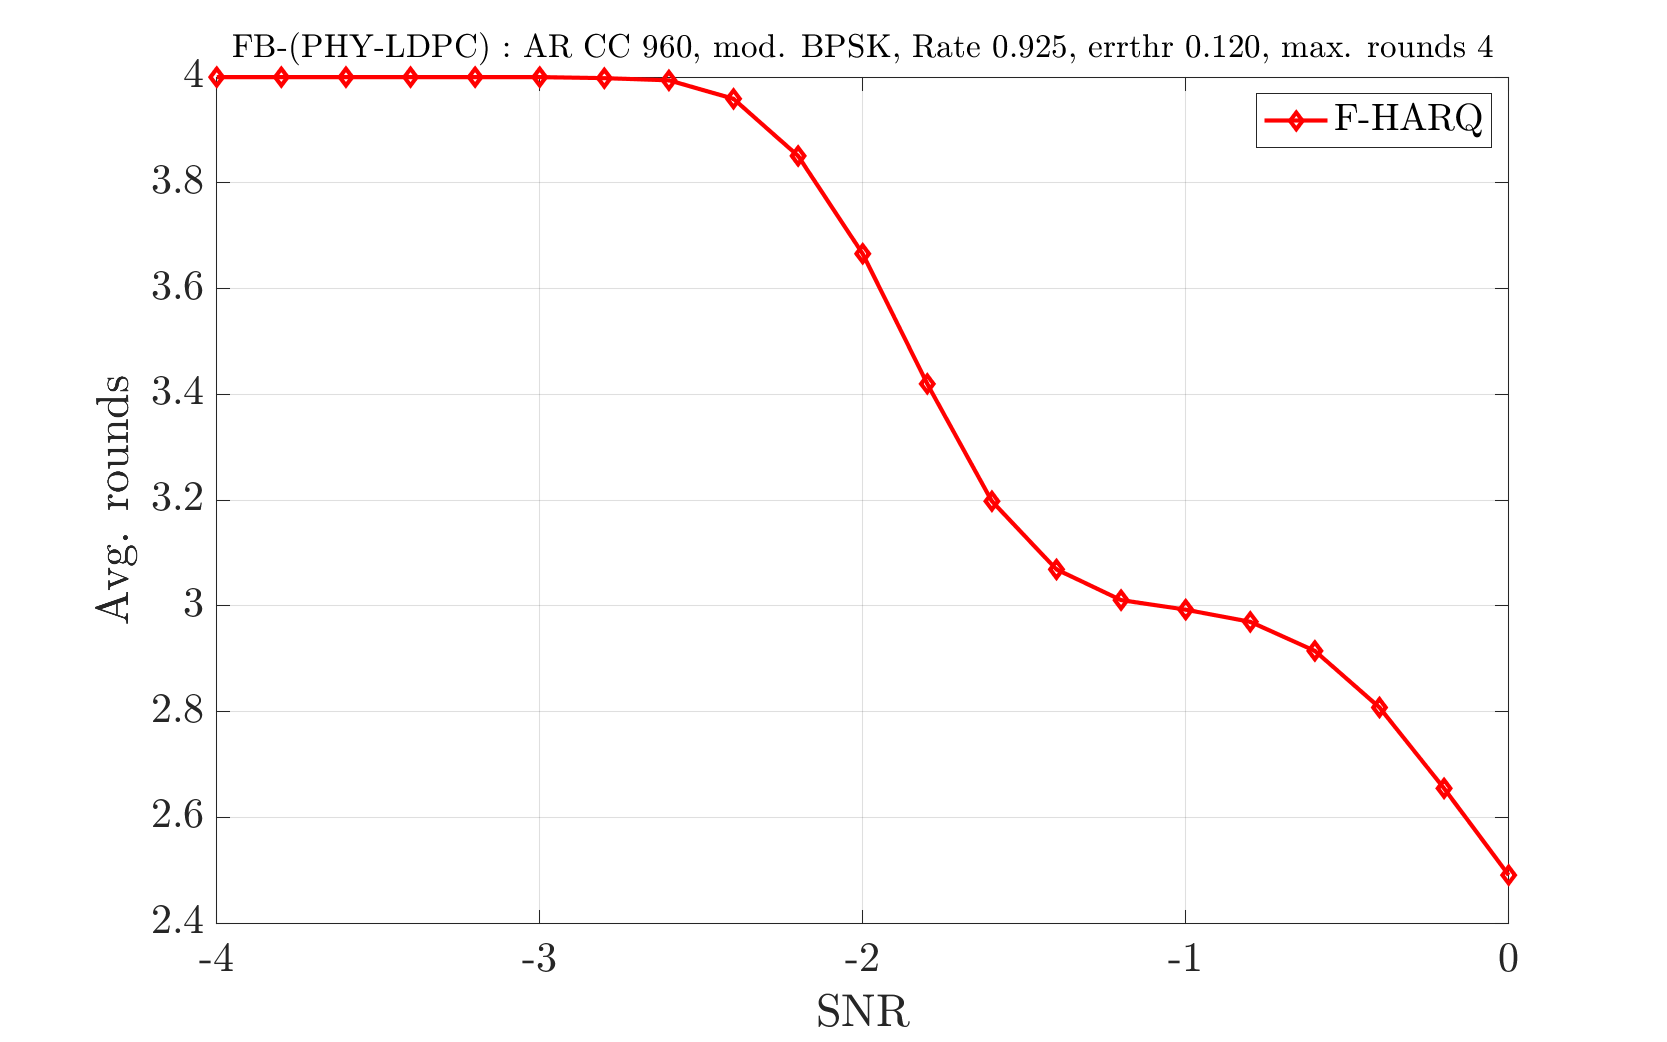 FB-(PHY-LDPC) : AR CC 960, mod. BPSK, Rate 0.925, errthr 0.120, max. rounds 4
F-HARQ
4
3.8
3.6
3.4
3.2
3
2.8
2.6
2.4
Avg. rounds
-4 -3 -2 -1 0
SNR